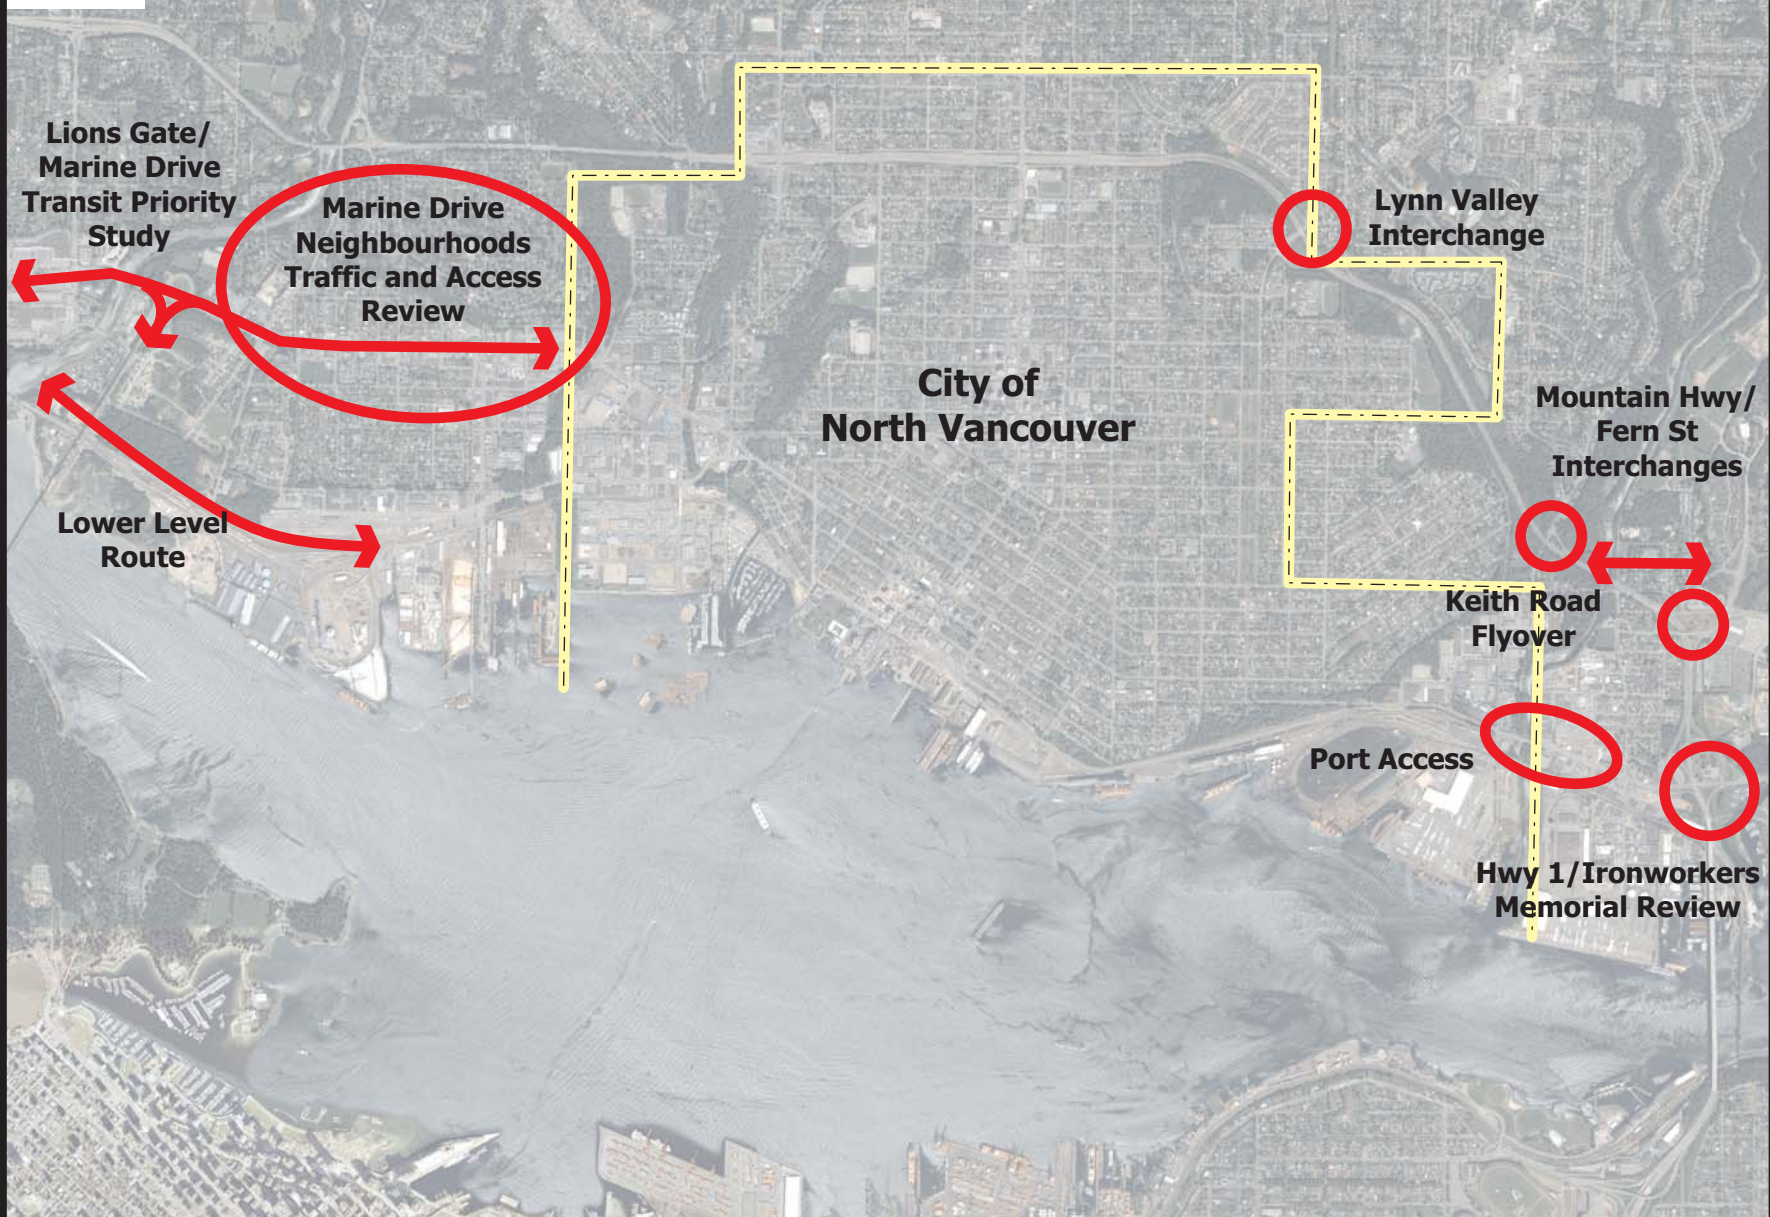 Lions Gate/
Marine Drive
Transit Priority
Study
Marine Drive
Neighbourhoods
Traffic and Access
Review
Lynn Valley
Interchange
City of
North Vancouver
Mountain Hwy/
Fern St
Interchanges
Lower Level
Route
Keith Road
Flyover
Port Access
Hwy 1/Ironworkers
Memorial Review